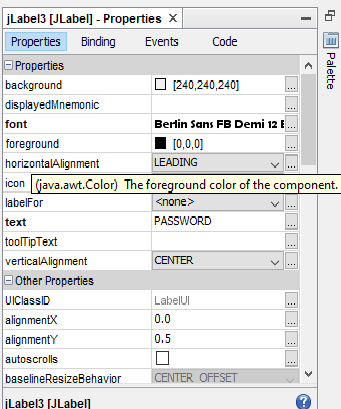 jLabel3 [JLabel] - Properties ×
Properties Binding Events Code
Palette
Properties
background [240,240,240] ...
displayedMnemonic ...
font Berlin Sans FB Demi 12 ...
foreground [0,0,0] ...
horizontalAlignment LEADING ...
icon (java.awt.Color) The foreground color of the component.
labelFor <none> ...
text PASSWORD ...
toolTipText ...
verticalAlignment CENTER ...
Other Properties
UIClassID LabelUI ...
alignmentX 0.0 ...
alignmentY 0.5 ...
autoscrolls ...
baselineResizeBehavior CENTER_OFFSET ...
jLabel3 [JLabel] ?